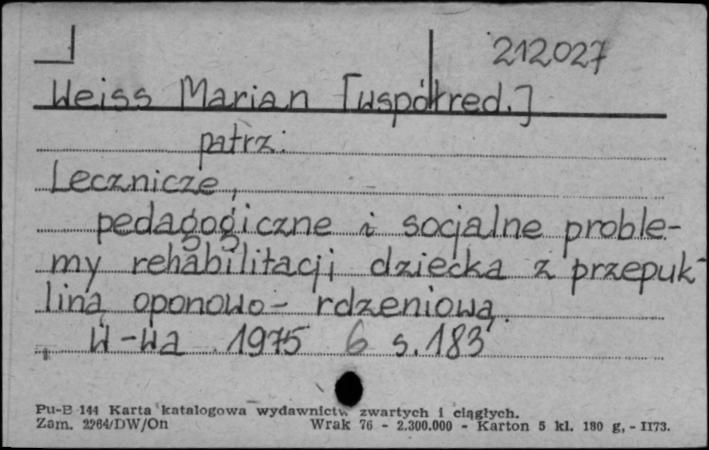 212027
Weiss Marian [współred.]
patrz:
Lecznicze,
pedagogiczne i socjalne proble-
my rehabilitacji dziecka z przepuk-
liną oponowo-rdzeniową.
W-wa 1975 6 s. 183
Pu-B 144 Karta katalogowa wydawnictw zwartych i ciągłych.
Zam. 2264/DW/On Wrak 76 - 2.300.000 - Karton 5 kl. 180 g, - II73.